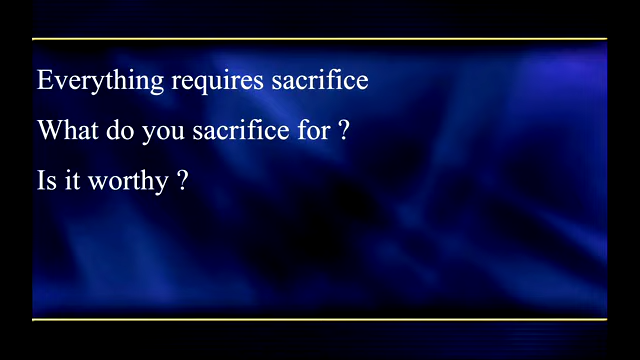 Everything requires sacrifice
What do you sacrifice for ?
Is it worthy ?